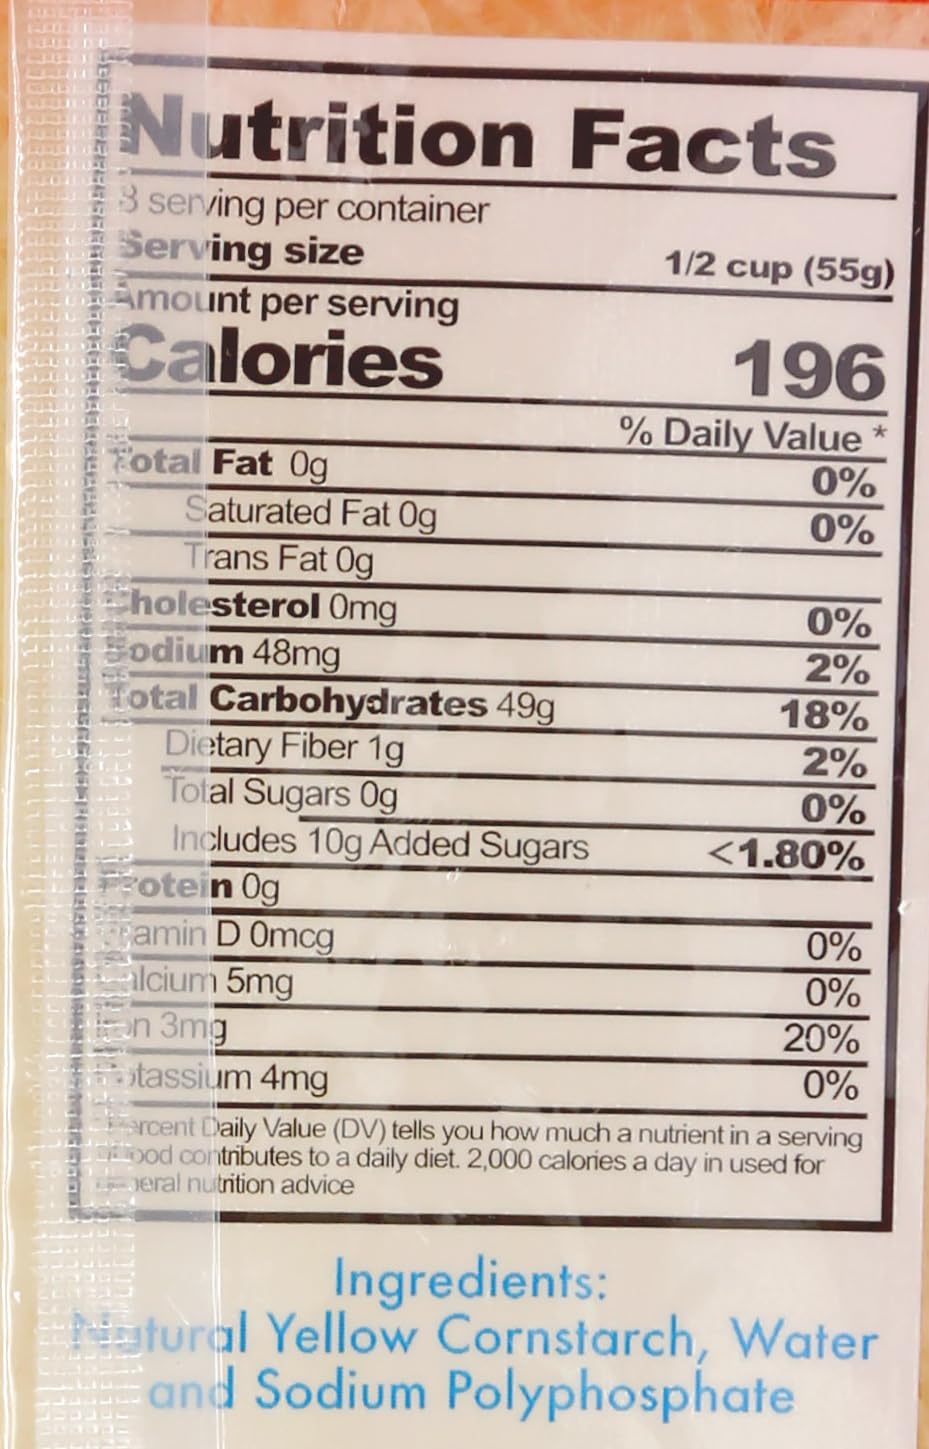 Nutrition Facts
8 serving per container
Serving size 1/2 cup (55g)
Amount per serving
Calories 196
% Daily Value *
Total Fat 0g 0%
Saturated Fat 0g 0%
Trans Fat 0g
Cholesterol 0mg 0%
Sodium 48mg 2%
Total Carbohydrates 49g 18%
Dietary Fiber 1g 2%
Total Sugars 0g 0%
Includes 10g Added Sugars <1.80%
Protein 0g
Vitamin D 0mcg 0%
Calcium 5mg 0%
Iron 3mg 20%
Potassium 4mg 0%
Percent Daily Value (DV) tells you how much a nutrient in a serving
food contributes to a daily diet. 2,000 calories a day in used for
general nutrition advice
Ingredients:
Natural Yellow Cornstarch, Water
and Sodium Polyphosphate